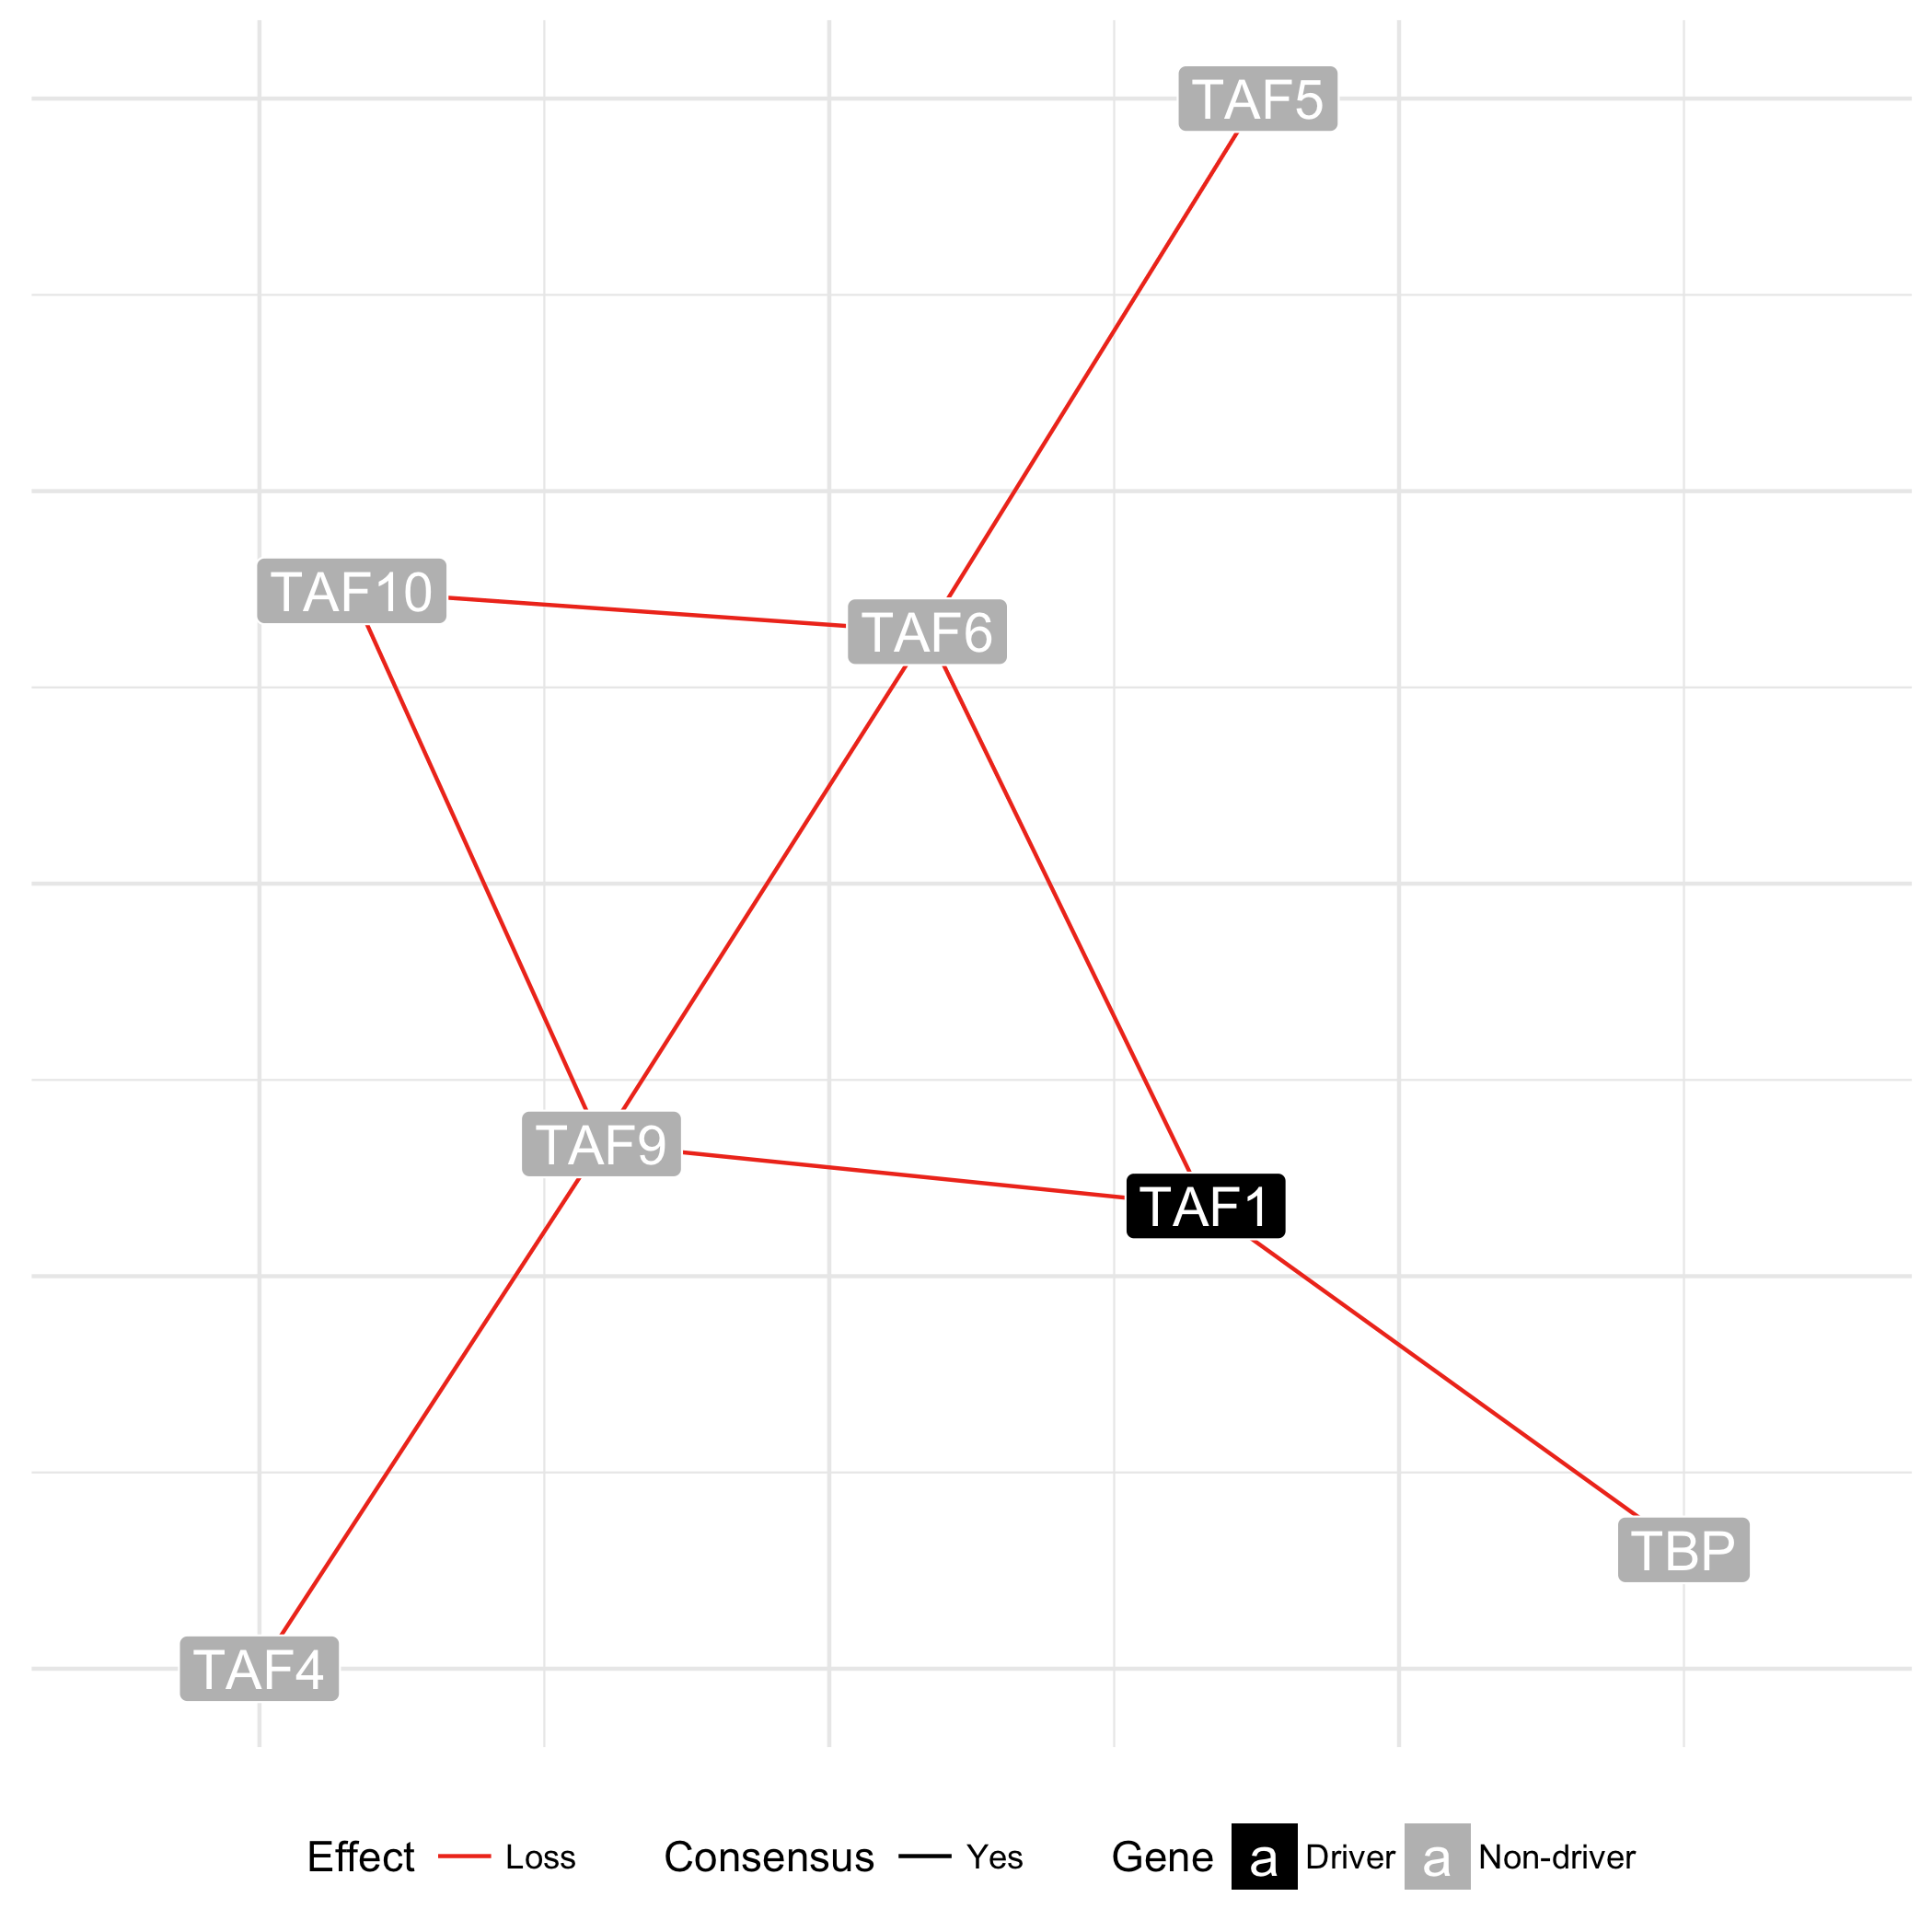 TAF5
TAF10
TAF6
TAF9
TAF1
TBP
TAF4
Effect Loss Consensus Yes Gene a Driver a Non-driver